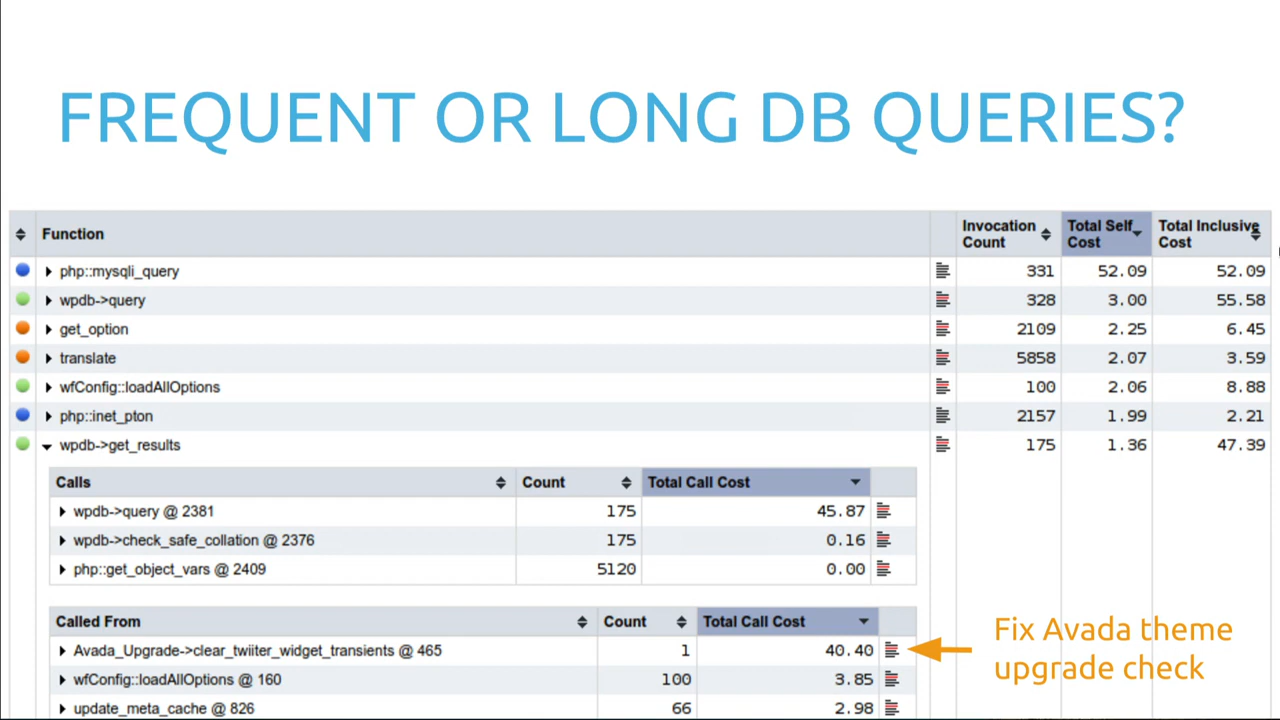 FREQUENT OR LONG DB QUERIES?
Function Invocation Count Total Self Cost Total Inclusive Cost
php::mysqli_query 331 52.09 52.09
wpdb->query 328 3.00 55.58
get_option 2109 2.25 6.45
translate 5858 2.07 3.59
wfConfig::loadAllOptions 100 2.06 8.88
php::inet_pton 2157 1.99 2.21
wpdb->get_results 175 1.36 47.39
Calls Count Total Call Cost
wpdb->query @ 2381 175 45.87
wpdb->check_safe_collation @ 2376 175 0.16
php::get_object_vars @ 2409 5120 0.00
Called From Count Total Call Cost
Avada_Upgrade->clear_twiiter_widget_transients @ 465 1 40.40
Fix Avada theme
upgrade check
wfConfig::loadAllOptions @ 160 100 3.85
update_meta_cache @ 826 66 2.98